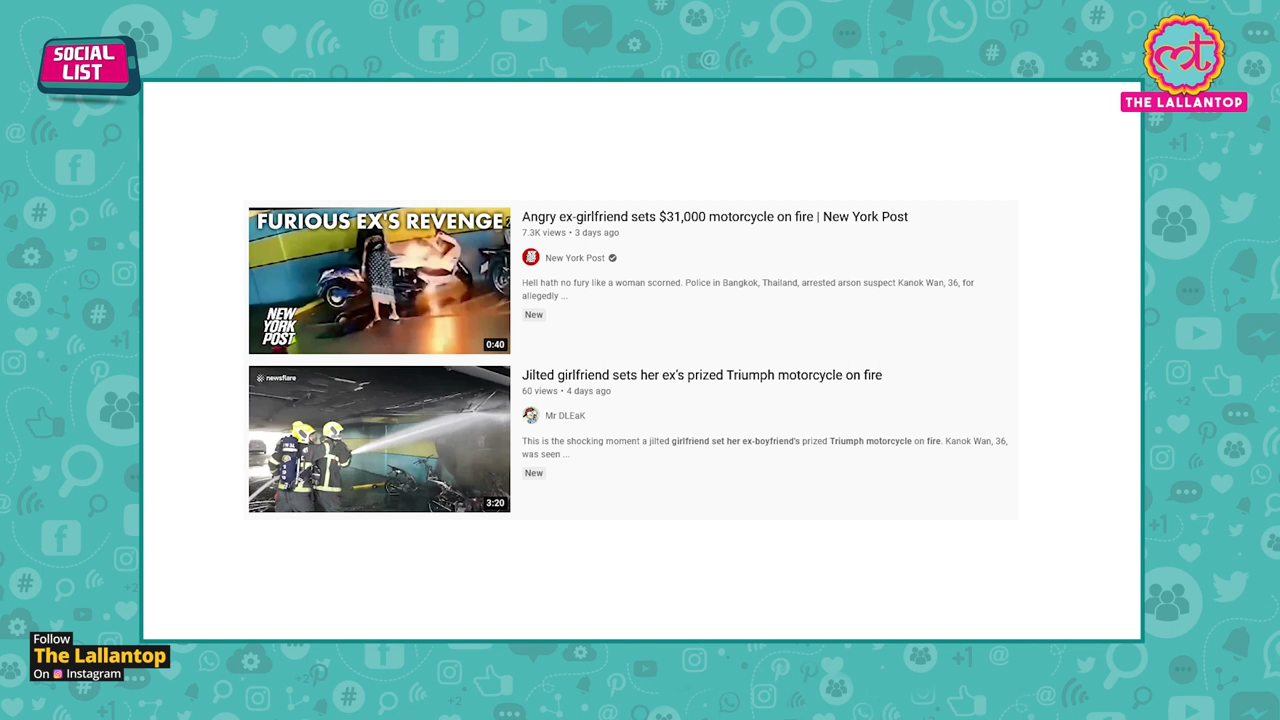 SOCIAL
LIST
THE LALLANTOP
FURIOUS EX'S REVENGE
NEW
YORK
POST
0:40
Angry ex-girlfriend sets $31,000 motorcycle on fire | New York Post
7.3K views • 3 days ago
New York Post
Hell hath no fury like a woman scorned. Police in Bangkok, Thailand, arrested arson suspect Kanok Wan, 36, for
allegedly ...
New
newsflare
3:20
Jilted girlfriend sets her ex's prized Triumph motorcycle on fire
60 views • 4 days ago
Mr DLEaK
This is the shocking moment a jilted girlfriend set her ex-boyfriend's prized Triumph motorcycle on fire. Kanok Wan, 36,
was seen ...
New
Follow
The Lallantop
On Instagram